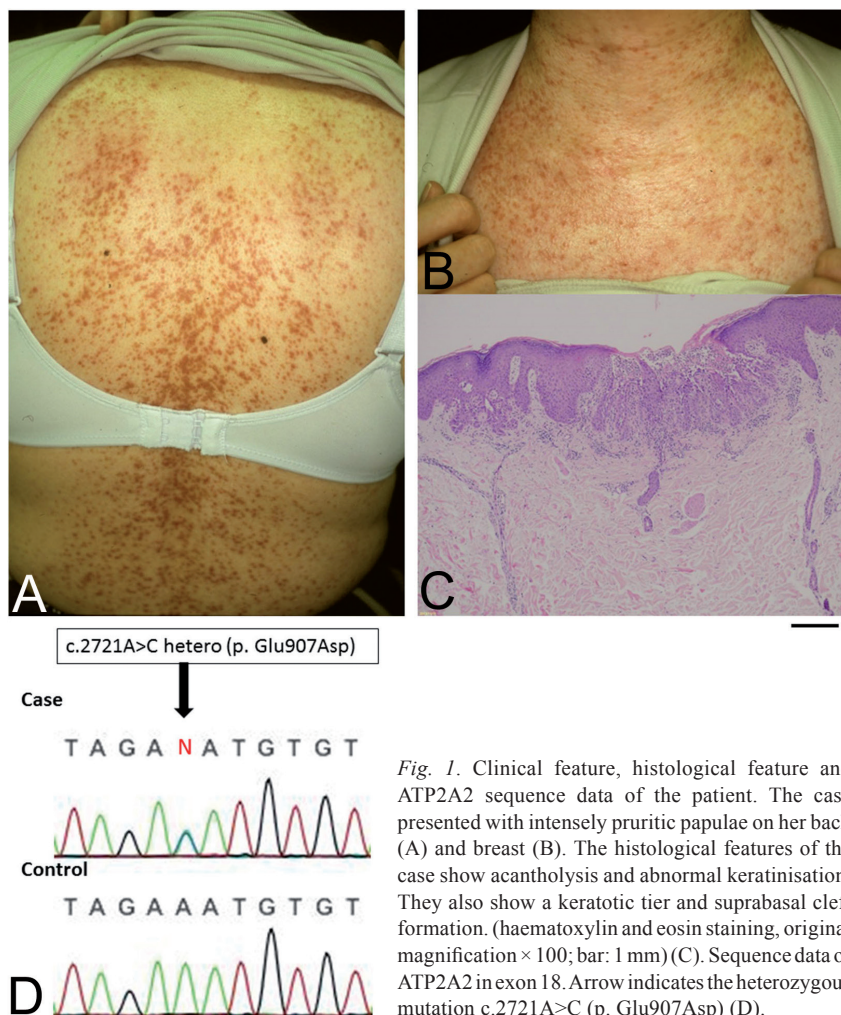 A
B
C
c.2721A>C hetero (p. Glu907Asp)
Case
T A G A N A T G T G T
Control
T A G A A A T G T G T
D
Fig. 1. Clinical feature, histological feature an
ATP2A2 sequence data of the patient. The cas
presented with intensely pruritic papulae on her bac
(A) and breast (B). The histological features of th
case show acantholysis and abnormal keratinisation
They also show a keratotic tier and suprabasal clef
formation. (haematoxylin and eosin staining, origina
magnification × 100; bar: 1 mm) (C). Sequence data o
ATP2A2 in exon 18. Arrow indicates the heterozygou
mutation c.2721A>C (p. Glu907Asp) (D).